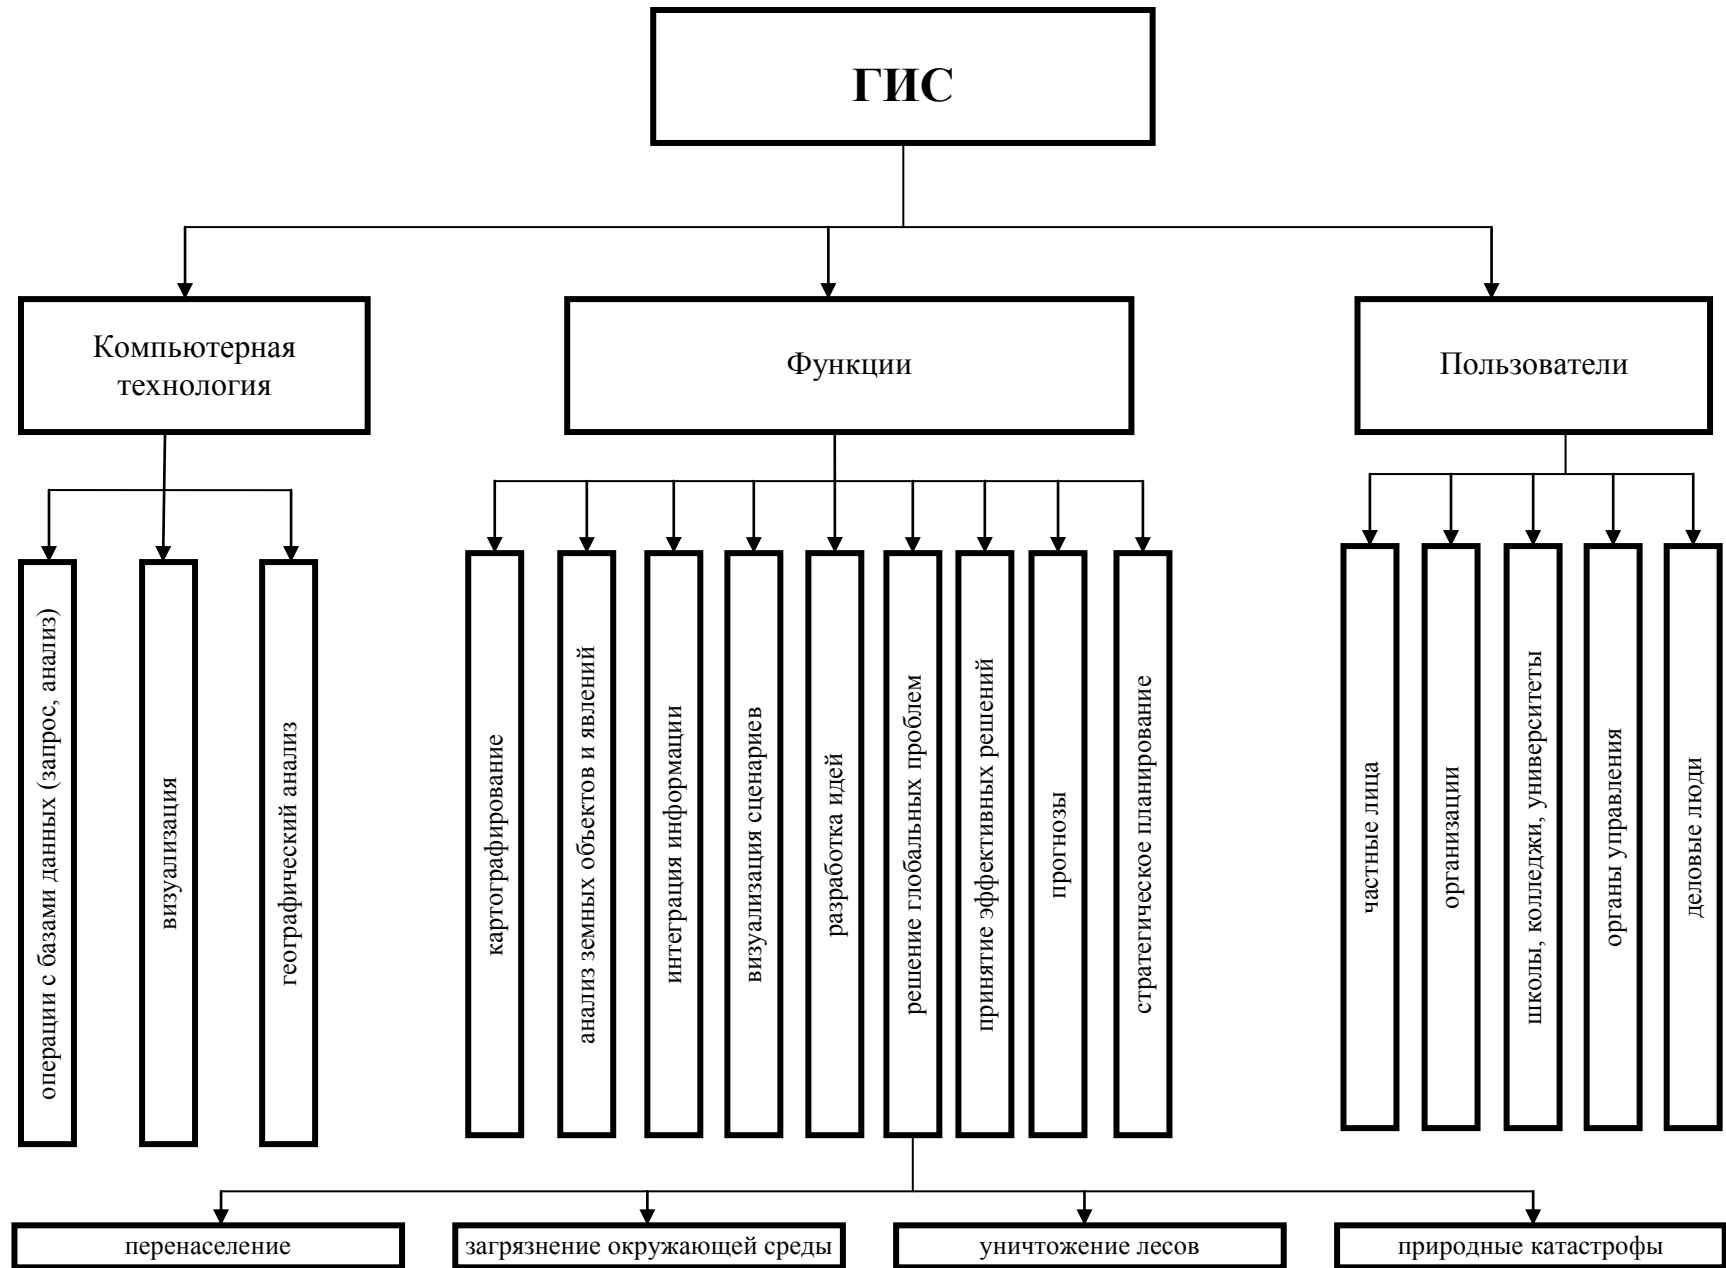 ГИС
Компьютерная
технология
Функции
Пользователи
операции с базами данных (запрос, анализ)
визуализация
географический анализ
картографирование
анализ земных объектов и явлений
интеграция информации
визуализация сценариев
разработка идей
решение глобальных проблем
принятие эффективных решений
прогнозы
стратегическое планирование
частные лица
организации
школы, колледжи, университеты
органы управления
деловые люди
перенаселение
загрязнение окружающей среды
уничтожение лесов
природные катастрофы